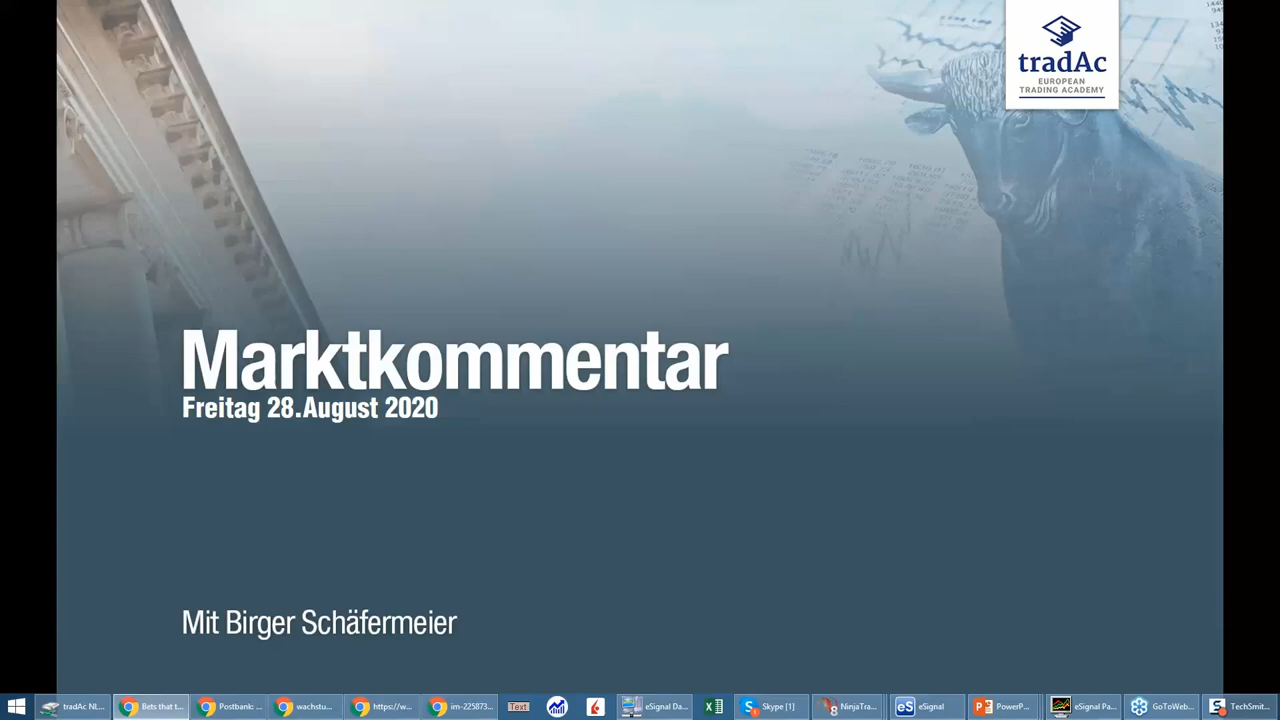 tradAc
EUROPEAN
TRADING ACADEMY
Marktkommentar
Freitag 28.August 2020
Mit Birger Schäfermeier
tradAc NL...
Bets that t...
Postbank: ...
wachstu...
https://w...
im-225873...
Text
eSignal Da...
Skype [1]
NinjaTra...
8
eSignal
PowerP...
eSignal Pa...
GoToWeb...
TechSmit...